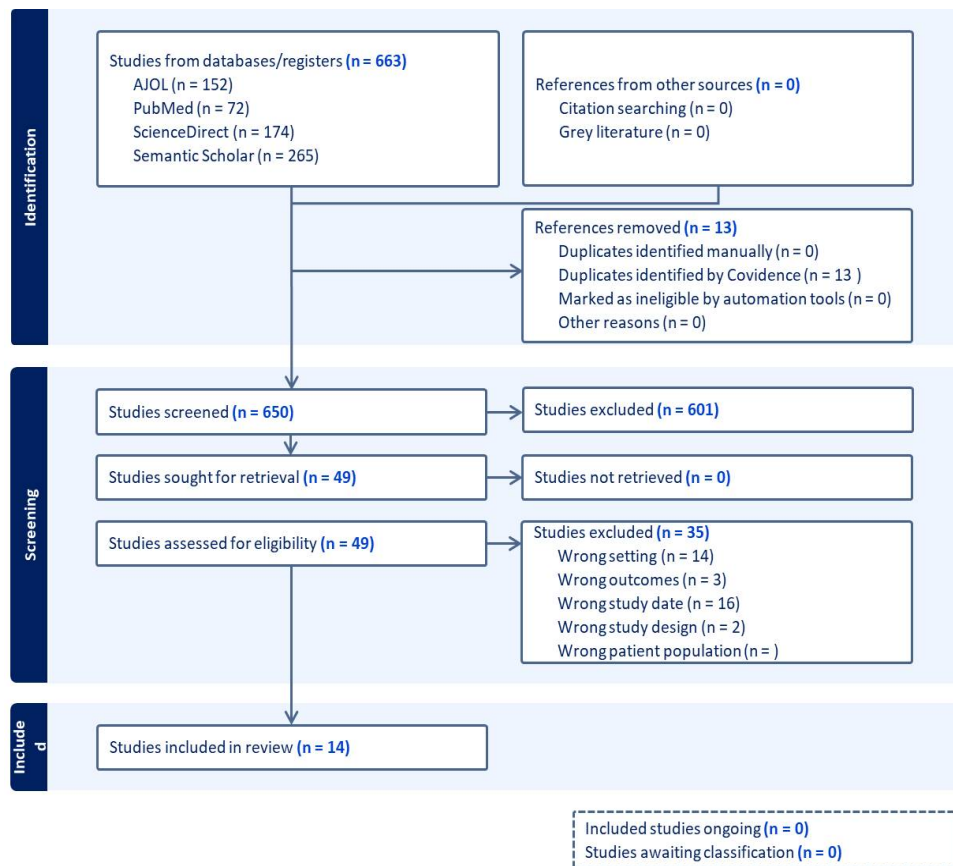 Identification
Studies from databases/registers (n = 663)
AJOL (n = 152)
PubMed (n = 72)
ScienceDirect (n = 174)
Semantic Scholar (n = 265)
References from other sources (n = 0)
Citation searching (n = 0)
Grey literature (n = 0)
References removed (n = 13)
Duplicates identified manually (n = 0)
Duplicates identified by Covidence (n = 13 )
Marked as ineligible by automation tools (n = 0)
Other reasons (n = 0)
Screening
Studies screened (n = 650)
Studies excluded (n = 601)
Studies sought for retrieval (n = 49)
Studies not retrieved (n = 0)
Studies assessed for eligibility (n = 49)
Studies excluded (n = 35)
Wrong setting (n = 14)
Wrong outcomes (n = 3)
Wrong study date (n = 16)
Wrong study design (n = 2)
Wrong patient population (n = )
Include
d
Studies included in review (n = 14)
Included studies ongoing (n = 0)
Studies awaiting classification (n = 0)